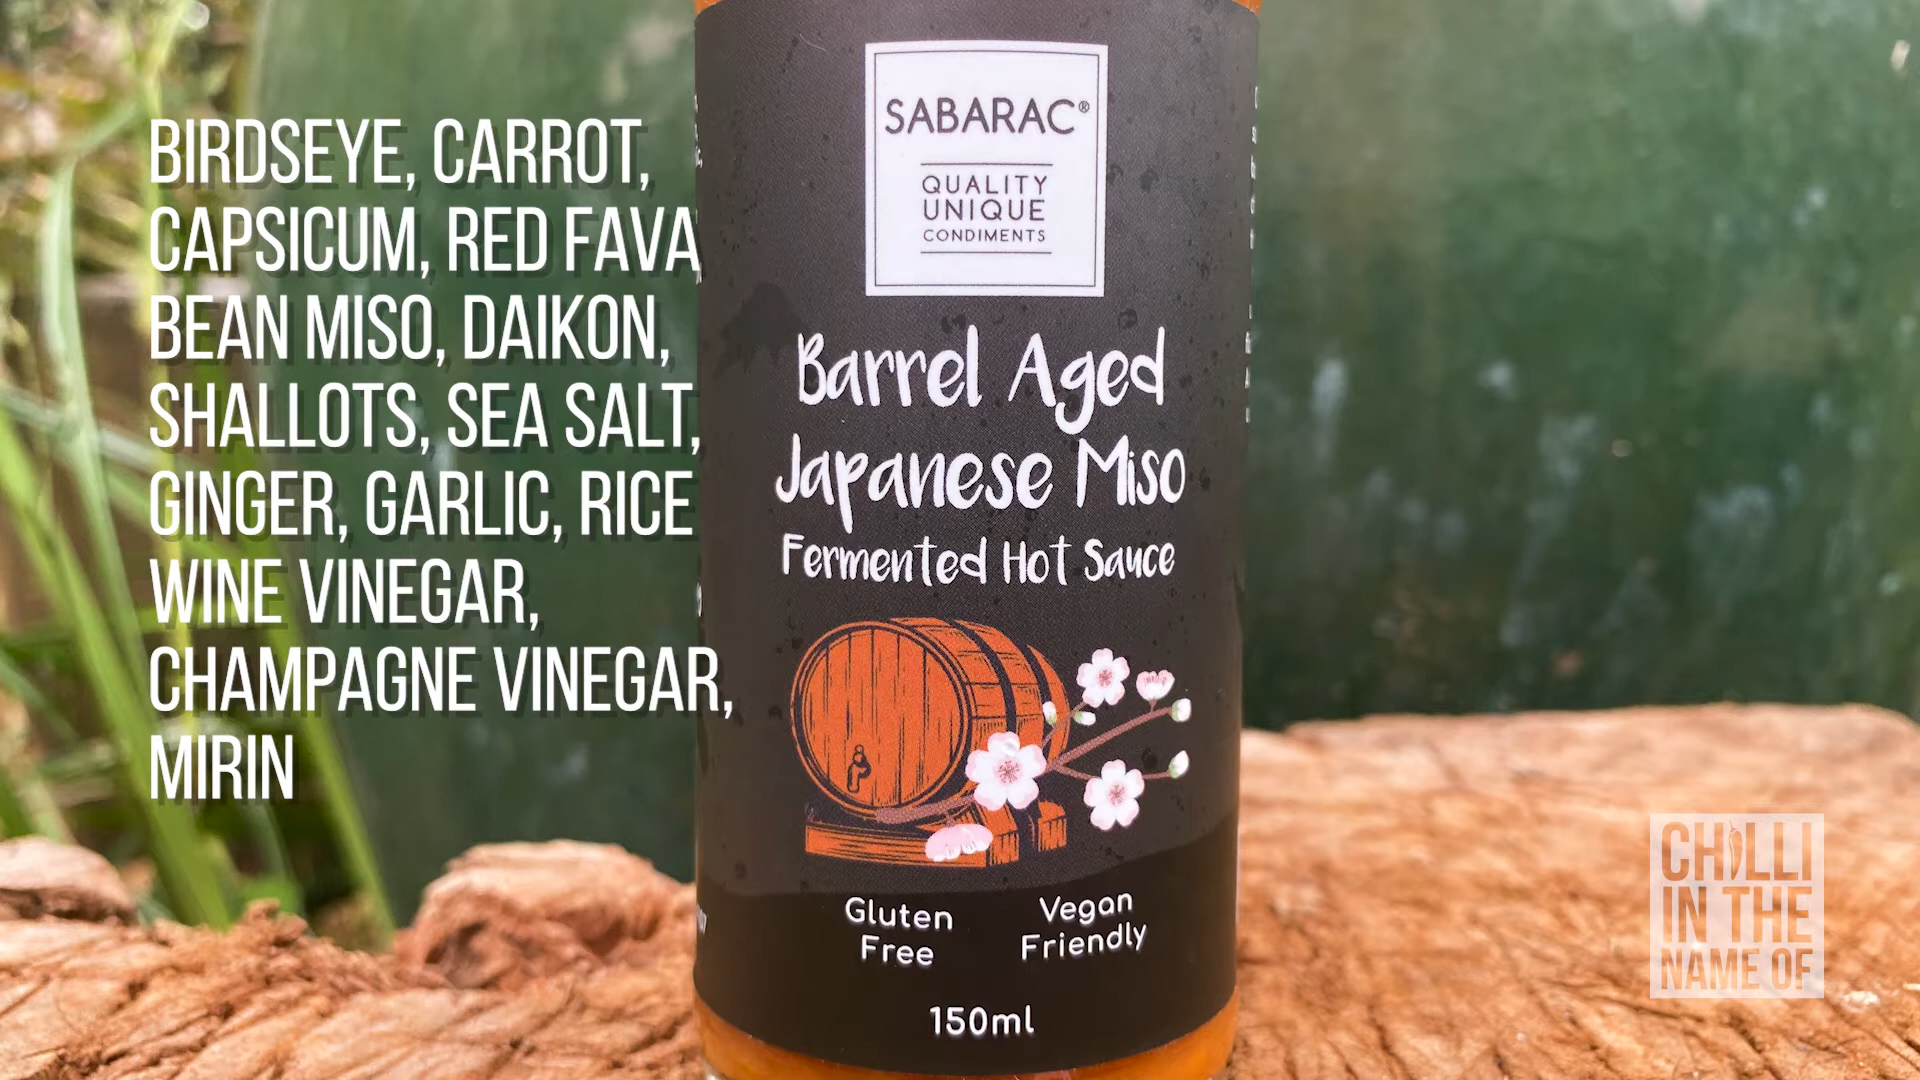 BIRDSEYE, CARROT,
CAPSICUM, RED FAVA
BEAN MISO, DAIKON,
SHALLOTS, SEA SALT,
GINGER, GARLIC, RICE
WINE VINEGAR,
CHAMPAGNE VINEGAR,
MIRIN
SABARAC®
QUALITY
UNIQUE
CONDIMENTS
Barrel Aged
Japanese Miso
Fermented Hot Sauce
Gluten
Free
Vegan
Friendly
150ml
CHILLI
IN THE
NAME OF